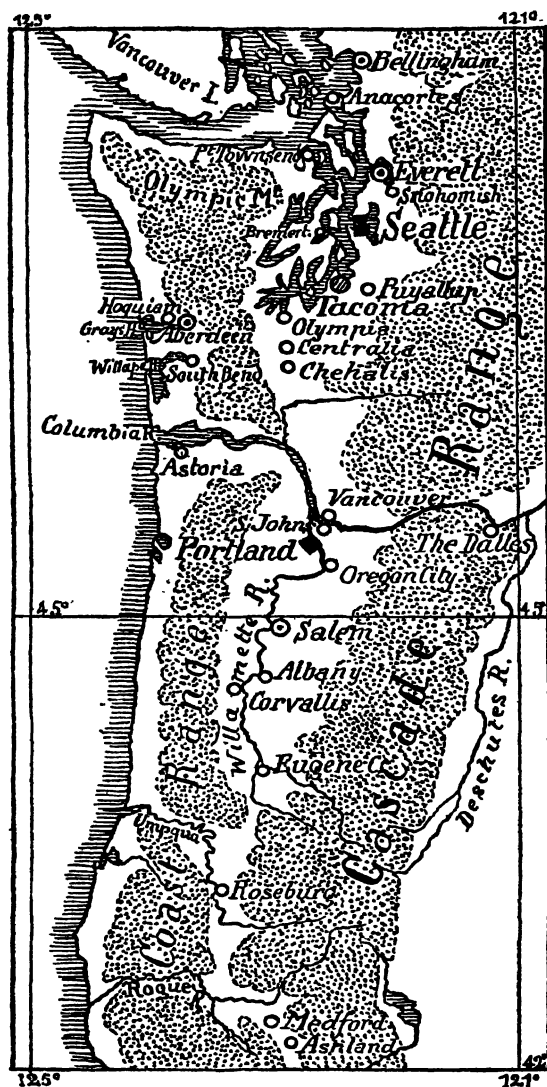 125°
121°
Vancouver I.
Bellingham
Anacortes
Pt. Townsend
Everett
Snohomish
Olympic Mts
Bremert.
Seattle
Puyallup
Tacoma
Hoquiam
Grays H.
Aberdeen
Olympia
Centralia
Willapa
South Bend
Chehalis
Columbia R.
Astoria
Vancouver
St. Johns
Portland
The Dalles
Oregon City
45°
45°
Salem
Albany
Corvallis
Willamette R.
Eugene C.
Deschutes R.
Cascade Range
Coast Range
Umpqua
Roseburg
Rogue
Medford
Ashland
125°
121°
42°